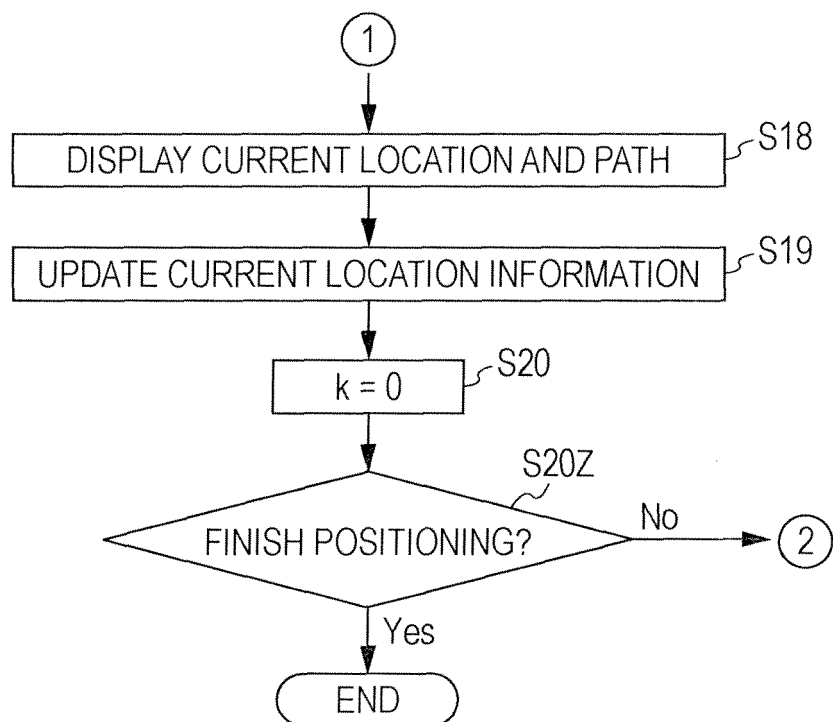 1
DISPLAY CURRENT LOCATION AND PATH
S18
UPDATE CURRENT LOCATION INFORMATION
S19
k = 0
S20
S20Z
FINISH POSITIONING?
No
2
Yes
END